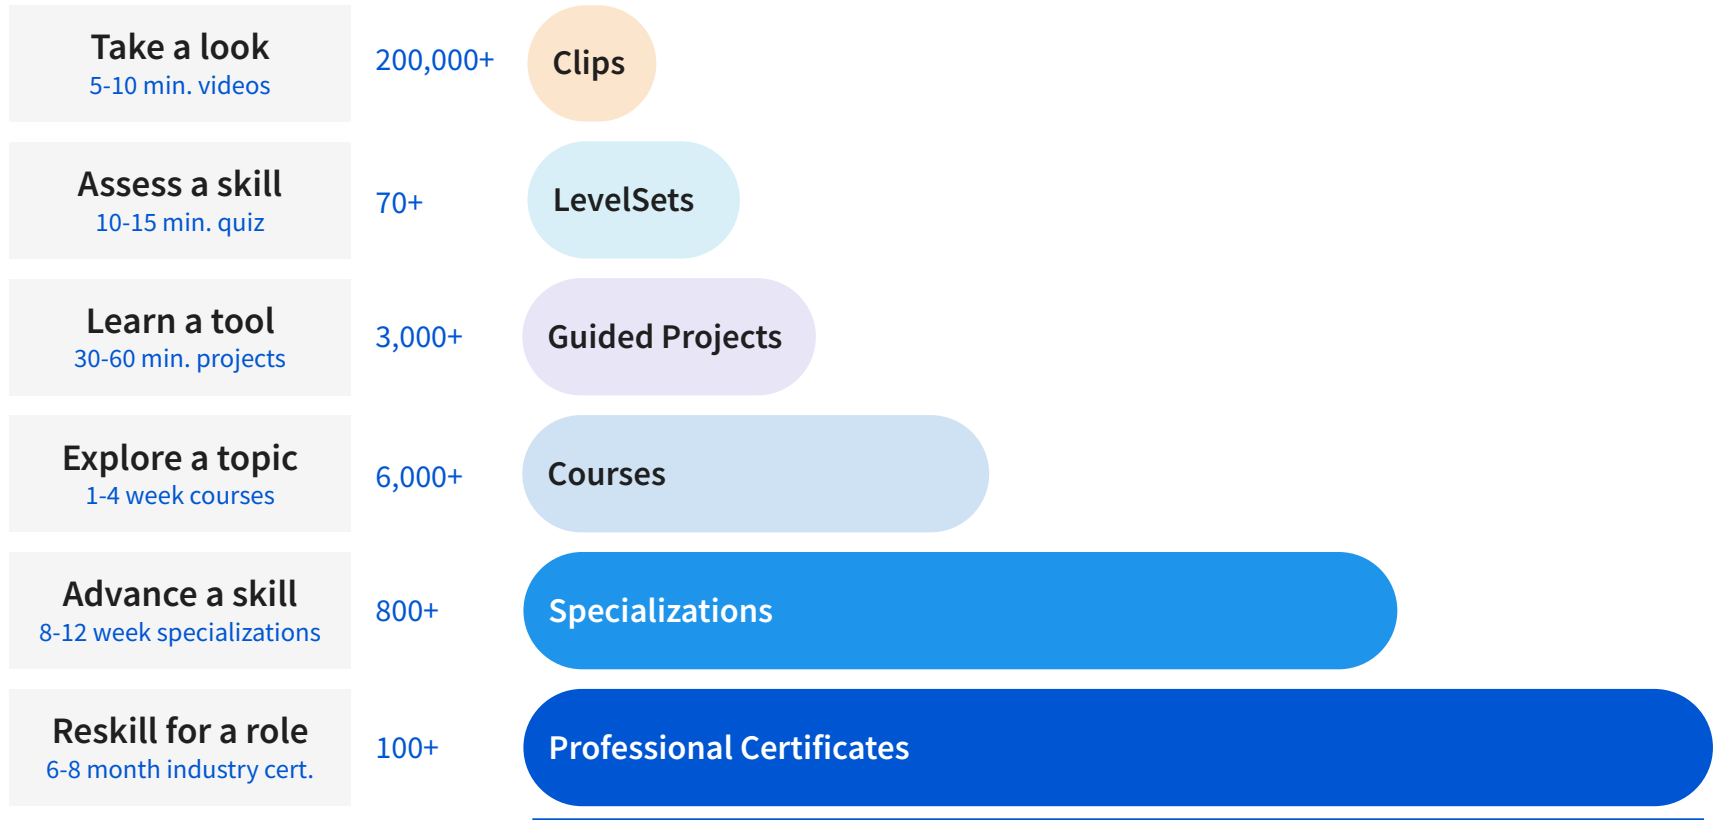 Take a look
5-10 min. videos
200,000+
Clips
Assess a skill
10-15 min. quiz
70+
LevelSets
Learn a tool
30-60 min. projects
3,000+
Guided Projects
Explore a topic
1-4 week courses
6,000+
Courses
Advance a skill
8-12 week specializations
800+
Specializations
Reskill for a role
6-8 month industry cert.
100+
Professional Certificates